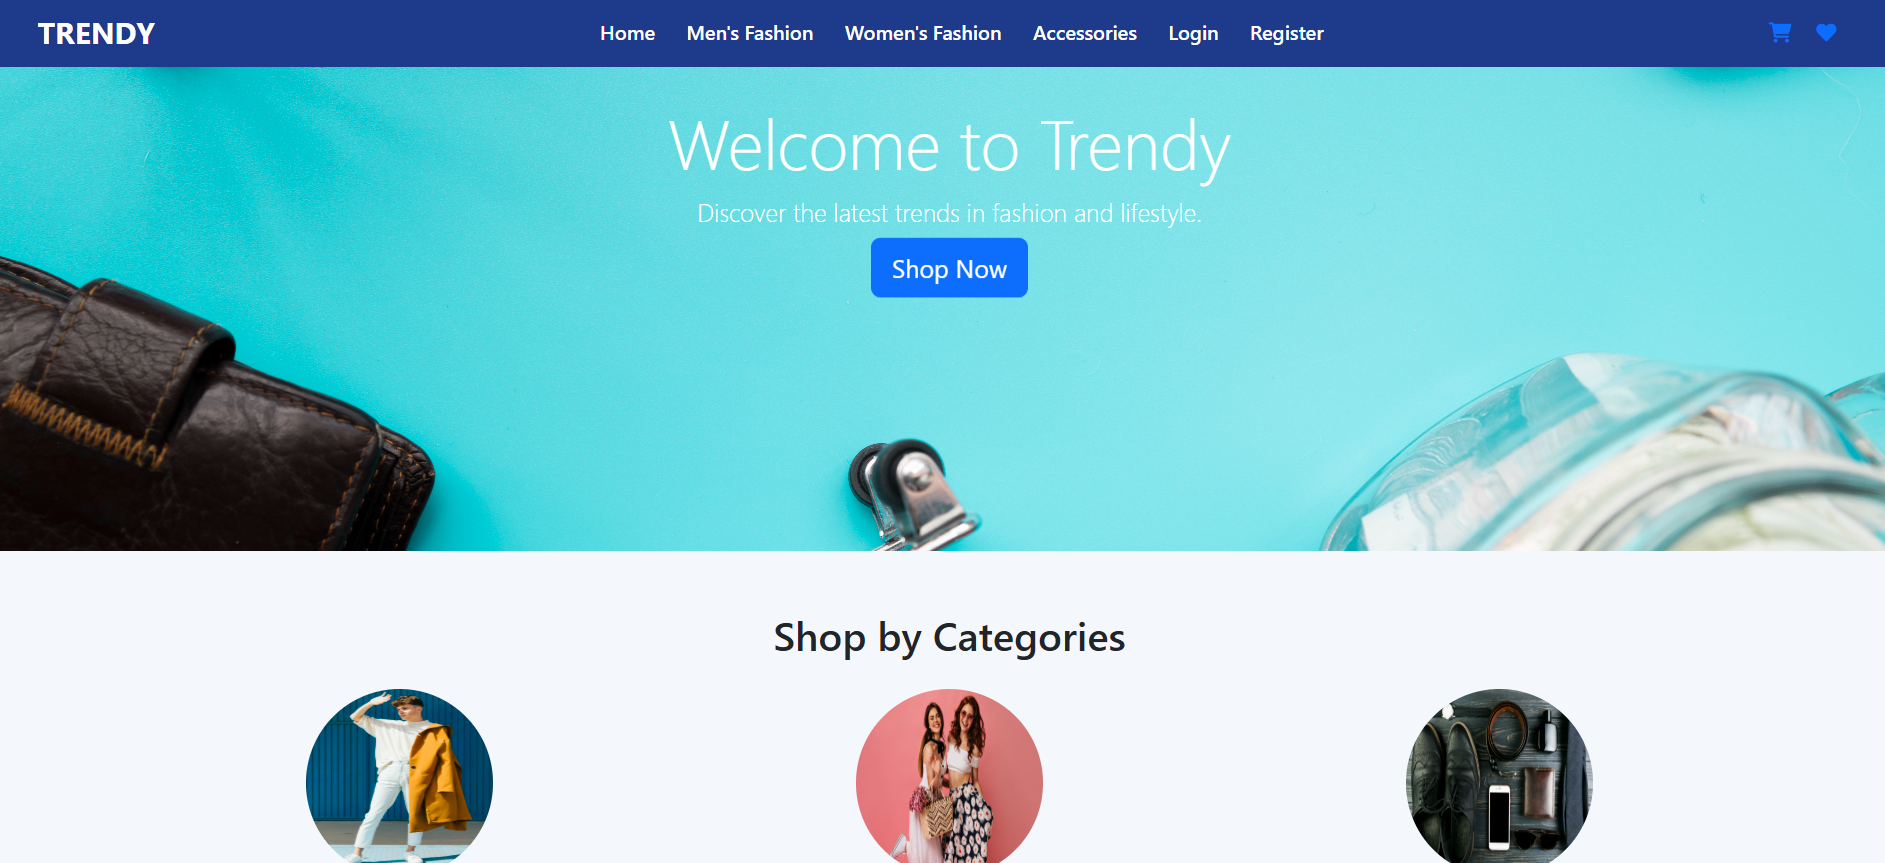 TRENDY
Home Men's Fashion Women's Fashion Accessories Login Register
Welcome to Trendy
Discover the latest trends in fashion and lifestyle.
Shop Now
Shop by Categories